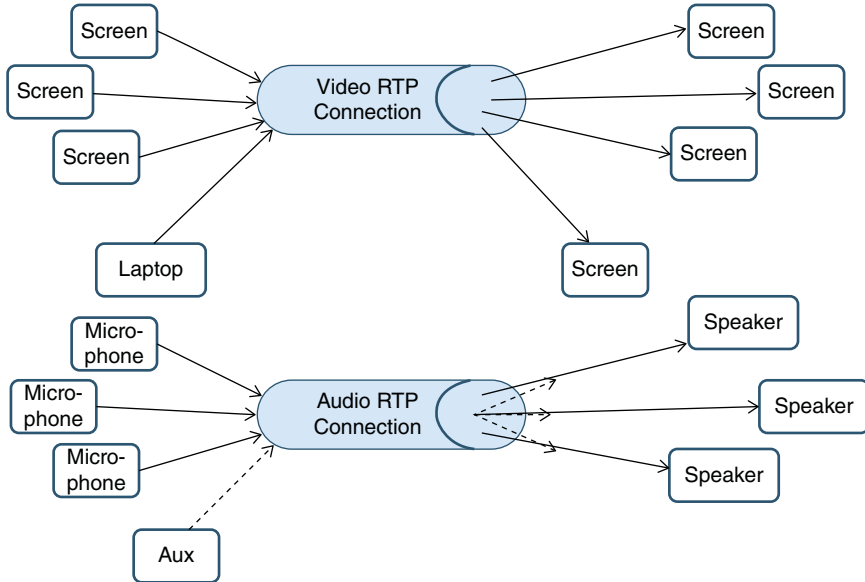 Screen
Screen
Screen
Laptop
Video RTP
Connection
Screen
Screen
Screen
Screen
Micro-
phone
Micro-
phone
Micro-
phone
Aux
Audio RTP
Connection
Speaker
Speaker
Speaker